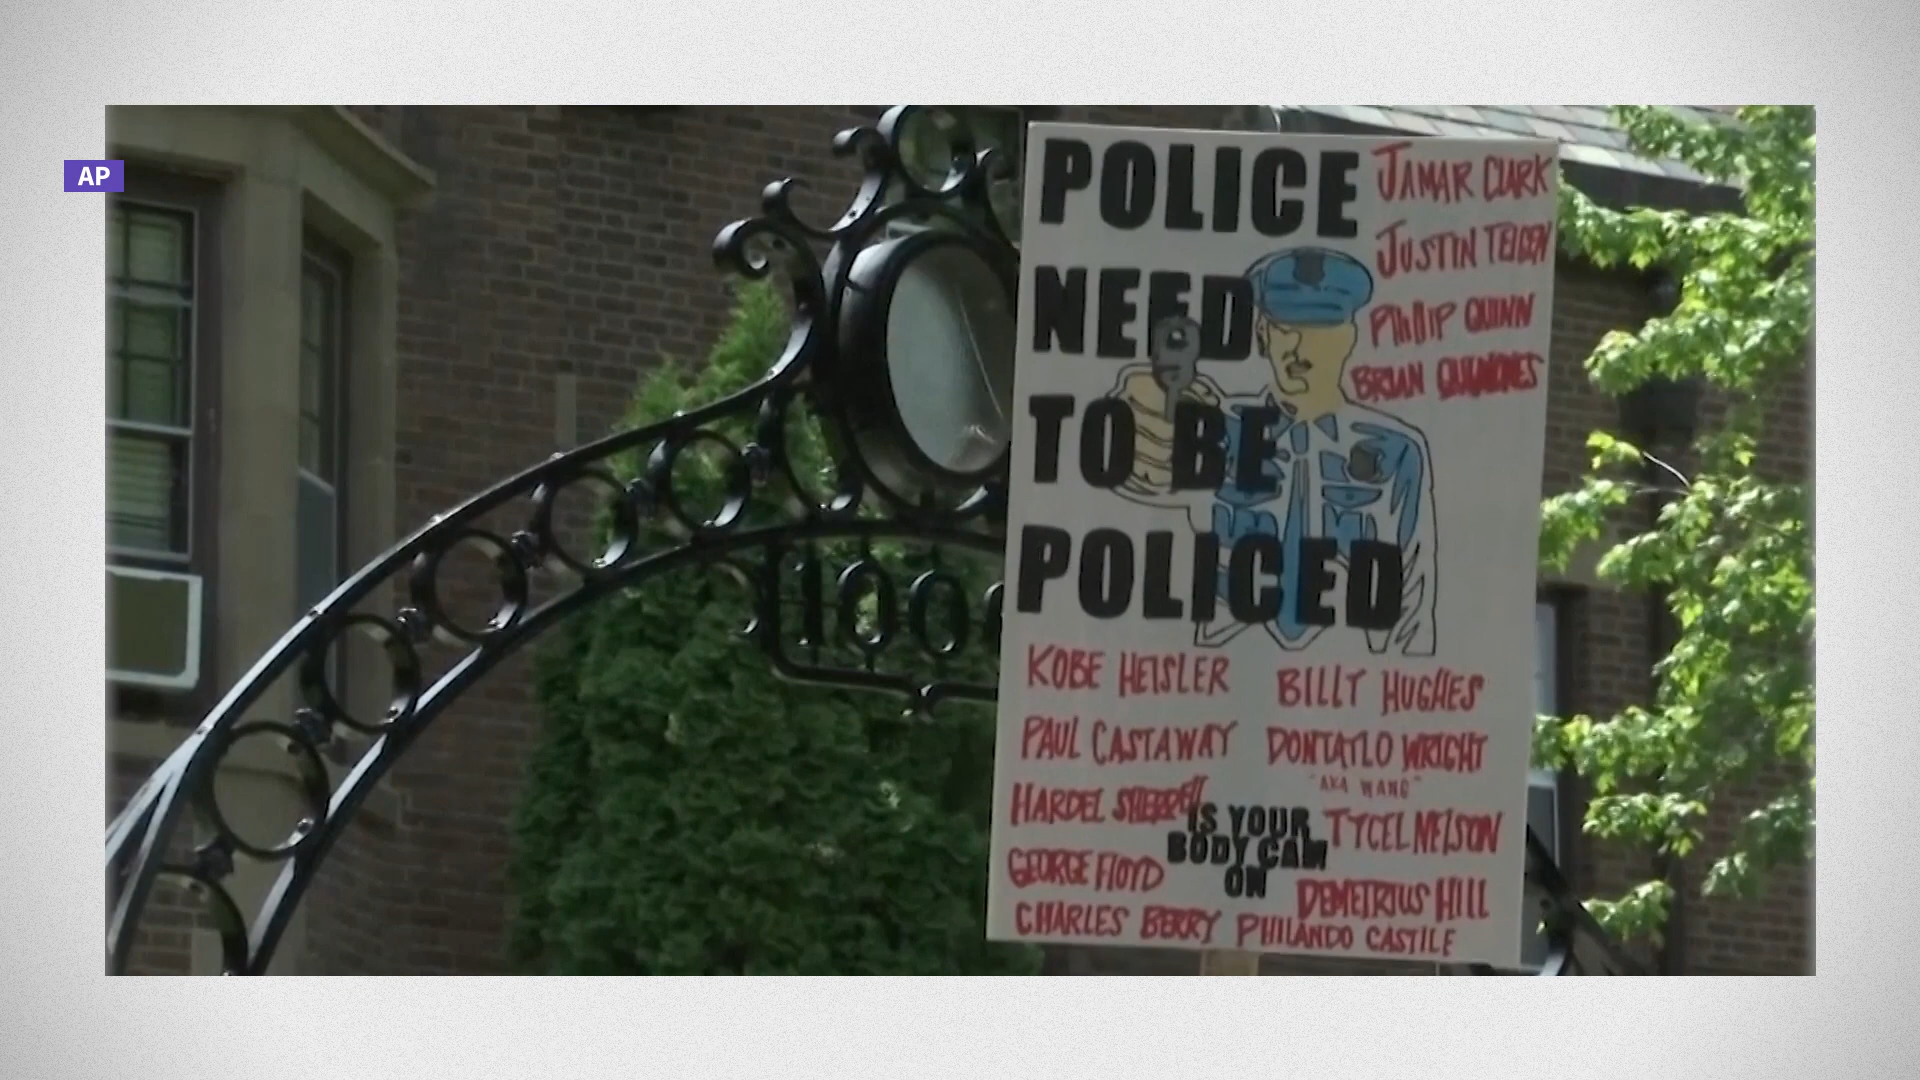 AP
100
POLICE
NEED
TO BE
POLICED
JAMAR CLARK
JUSTIN TEIGEN
PHILIP QUINN
BRIAN QUINONES
KOBE HEISLER
BILLY HUGHES
PAUL CASTAWAY
DONTATLO WRIGHT
"AKA WANG"
HARDEL SHERRELL
TYCEL NELSON
IS YOUR
BODY CAM
ON
GEORGE FLOYD
DEMETRIUS HILL
CHARLES BERRY
PHILANDO CASTILE